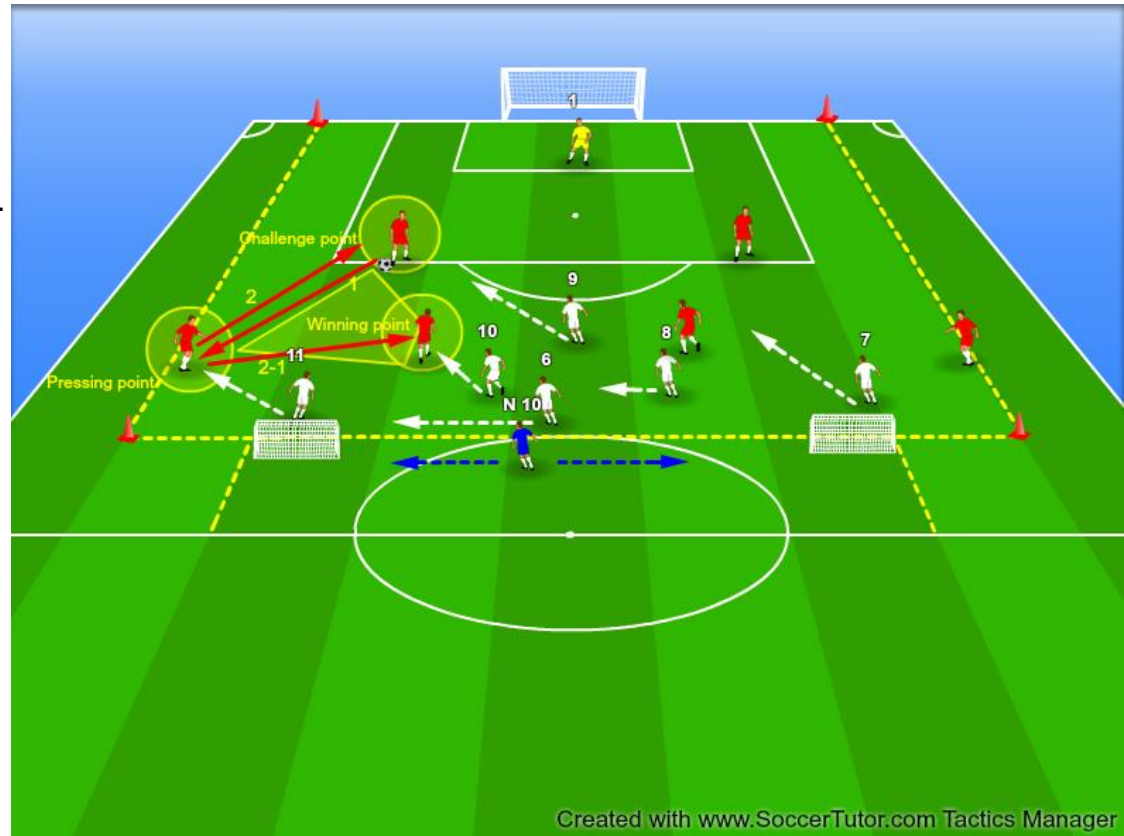 1
Challenge point
2
1
9
Winning point
10
8
7
11
6
2-1
Pressing point
N 10
Created with www.SoccerTutor.com Tactics Manager